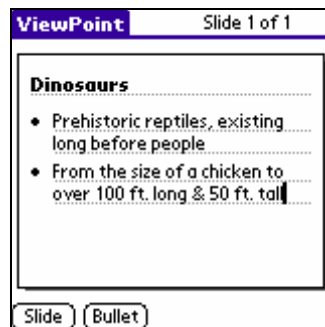 ViewPoint Slide 1 of 1
Dinosaurs
• Prehistoric reptiles, existing
long before people
• From the size of a chicken to
over 100 ft. long & 50 ft. tall
Slide Bullet